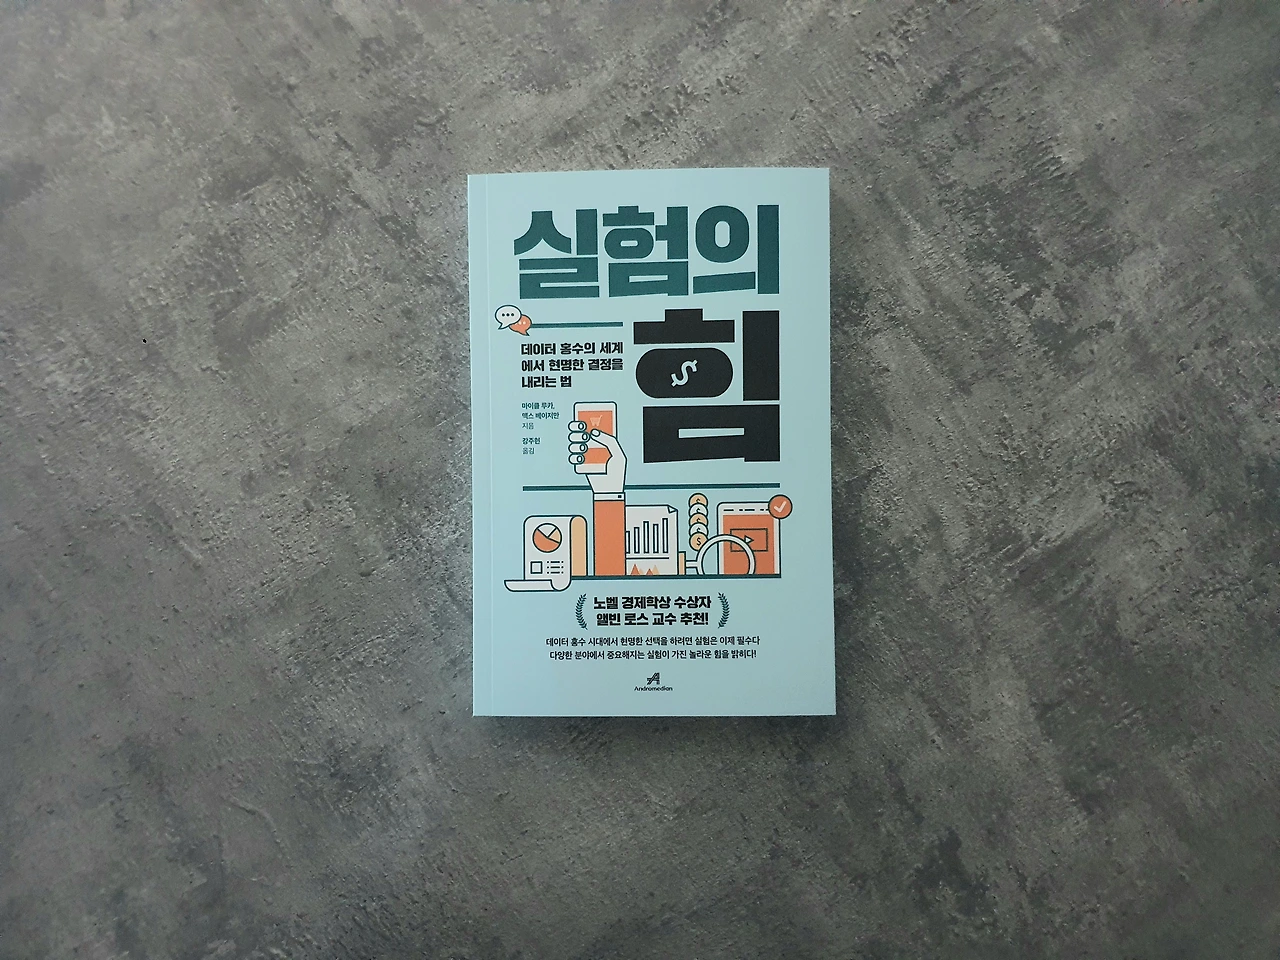 실험의
힘
데이터 홍수의 세계
에서 현명한 결정을
내리는 법
마이클 루카,
맥스 베이저만
지음
강주헌
옮김
노벨 경제학상 수상자
앨빈 로스 교수 추천!
데이터 홍수 시대에서 현명한 선택을 하려면 실험은 이제 필수다
다양한 분야에서 중요해지는 실험이 가진 놀라운 힘을 밝히다!
Andromedian